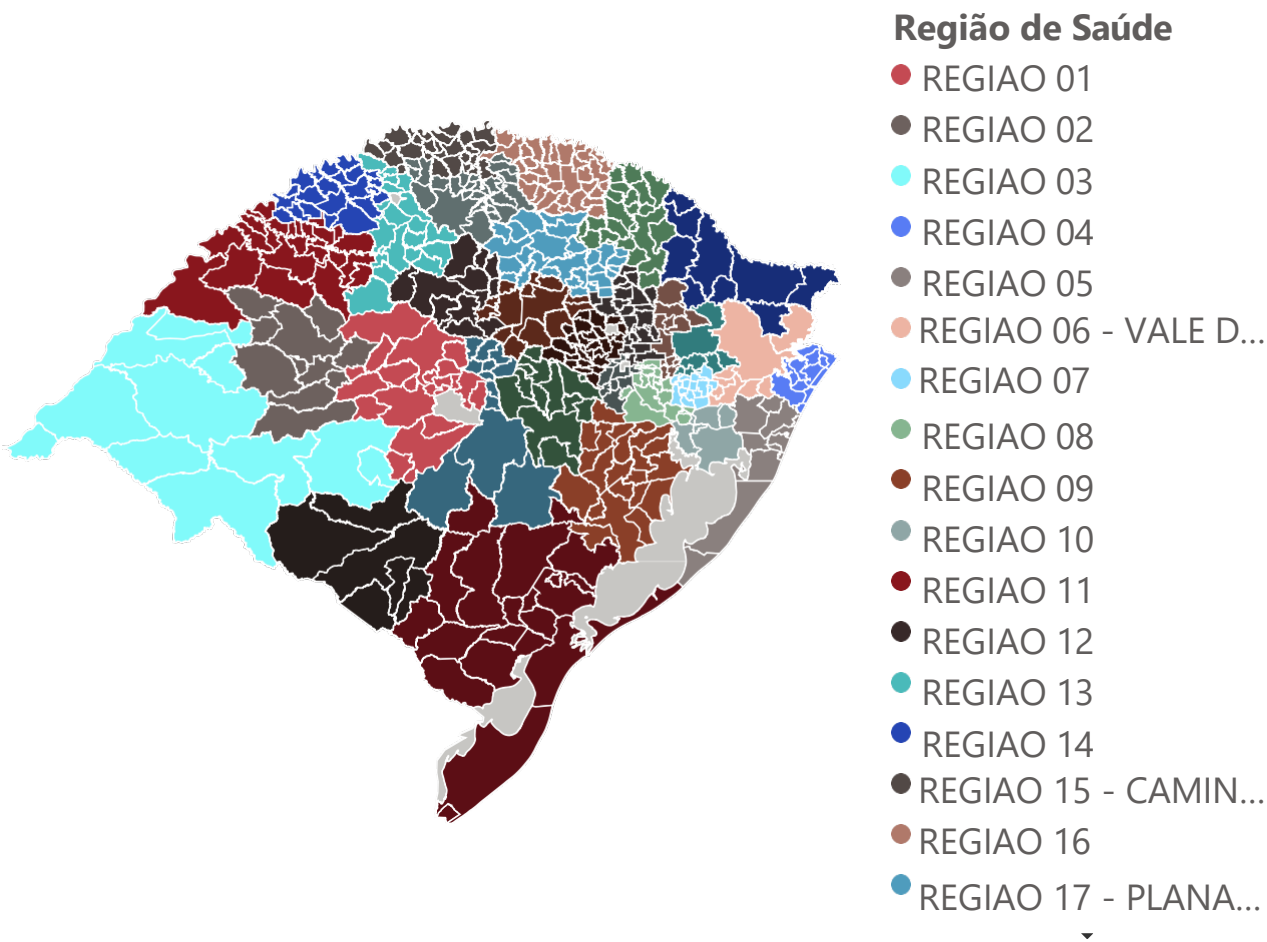 Região de Saúde
REGIAO 01
REGIAO 02
REGIAO 03
REGIAO 04
REGIAO 05
REGIAO 06 - VALE D...
REGIAO 07
REGIAO 08
REGIAO 09
REGIAO 10
REGIAO 11
REGIAO 12
REGIAO 13
REGIAO 14
REGIAO 15 - CAMIN...
REGIAO 16
REGIAO 17 - PLANA...